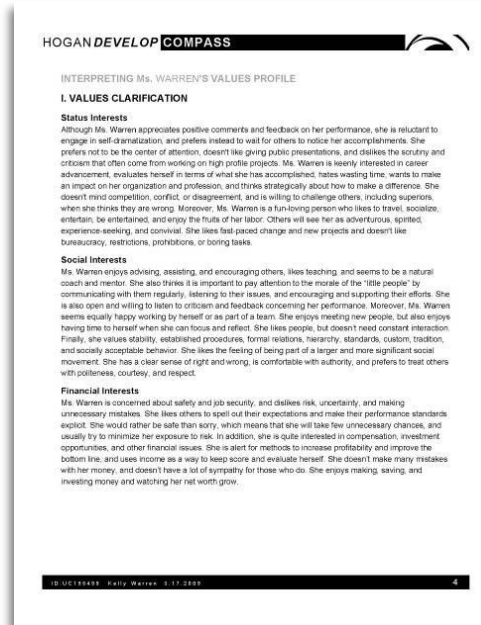 HOGAN DEVELOP COMPASS
INTERPRETING Ms. WARREN'S VALUES PROFILE
I. VALUES CLARIFICATION
Status Interests
Although Ms. Warren appreciates positive comments and feedback on her performance, she is reluctant to
engage in self-dramatization, and prefers instead to wait for others to notice her accomplishments. She
prefers not to be the center of attention, doesn't like giving public presentations, and dislikes the scrutiny and
criticism that often come from working on high profile projects. Ms. Warren is keenly interested in career
advancement, evaluates herself in terms of what she has accomplished, hates wasting time, wants to make
an impact on her organization and profession, and thinks strategically about how to make a difference. She
doesn't mind competition, conflict, or disagreement, and is willing to challenge others, including superiors,
when she thinks they are wrong. Moreover, Ms. Warren is a fun-loving person who likes to travel, socialize,
entertain, be entertained, and enjoy the fruits of her labor. Others will see her as adventurous, spirited,
experience-seeking, and convivial. She likes fast-paced change and new projects and doesn't like
bureaucracy, restrictions, prohibitions, or boring tasks.
Social Interests
Ms. Warren enjoys advising, assisting, and encouraging others, likes teaching, and seems to be a natural
coach and mentor. She also thinks it is important to pay attention to the morale of the "little people" by
communicating with them regularly, listening to their issues, and encouraging and supporting their efforts. She
is also open and willing to listen to criticism and feedback concerning her performance. Moreover, Ms. Warren
seems equally happy working by herself or as part of a team. She enjoys meeting new people, but also enjoys
having time to herself when she can focus and reflect. She likes people, but doesn't need constant interaction.
Finally, she values stability, established procedures, formal relations, hierarchy, standards, custom, tradition,
and socially acceptable behavior. She likes the feeling of being part of a larger and more significant social
movement. She has a clear sense of right and wrong, is comfortable with authority, and prefers to treat others
with politeness, courtesy, and respect.
Financial Interests
Ms. Warren is concerned about safety and job security, and dislikes risk, uncertainty, and making
unnecessary mistakes. She likes others to spell out their expectations and make their performance standards
explicit. She would rather be safe than sorry, which means that she will take few unnecessary chances, and
usually try to minimize her exposure to risk. In addition, she is quite interested in compensation, investment
opportunities, and other financial issues. She is alert for methods to increase profitability and improve the
bottom line, and uses income as a way to keep score and evaluate herself. She doesn't make many mistakes
with her money, and doesn't have a lot of sympathy for those who do. She enjoys making, saving, and
investing money and watching her net worth grow.
Kelly Warren 3.17.2009
4